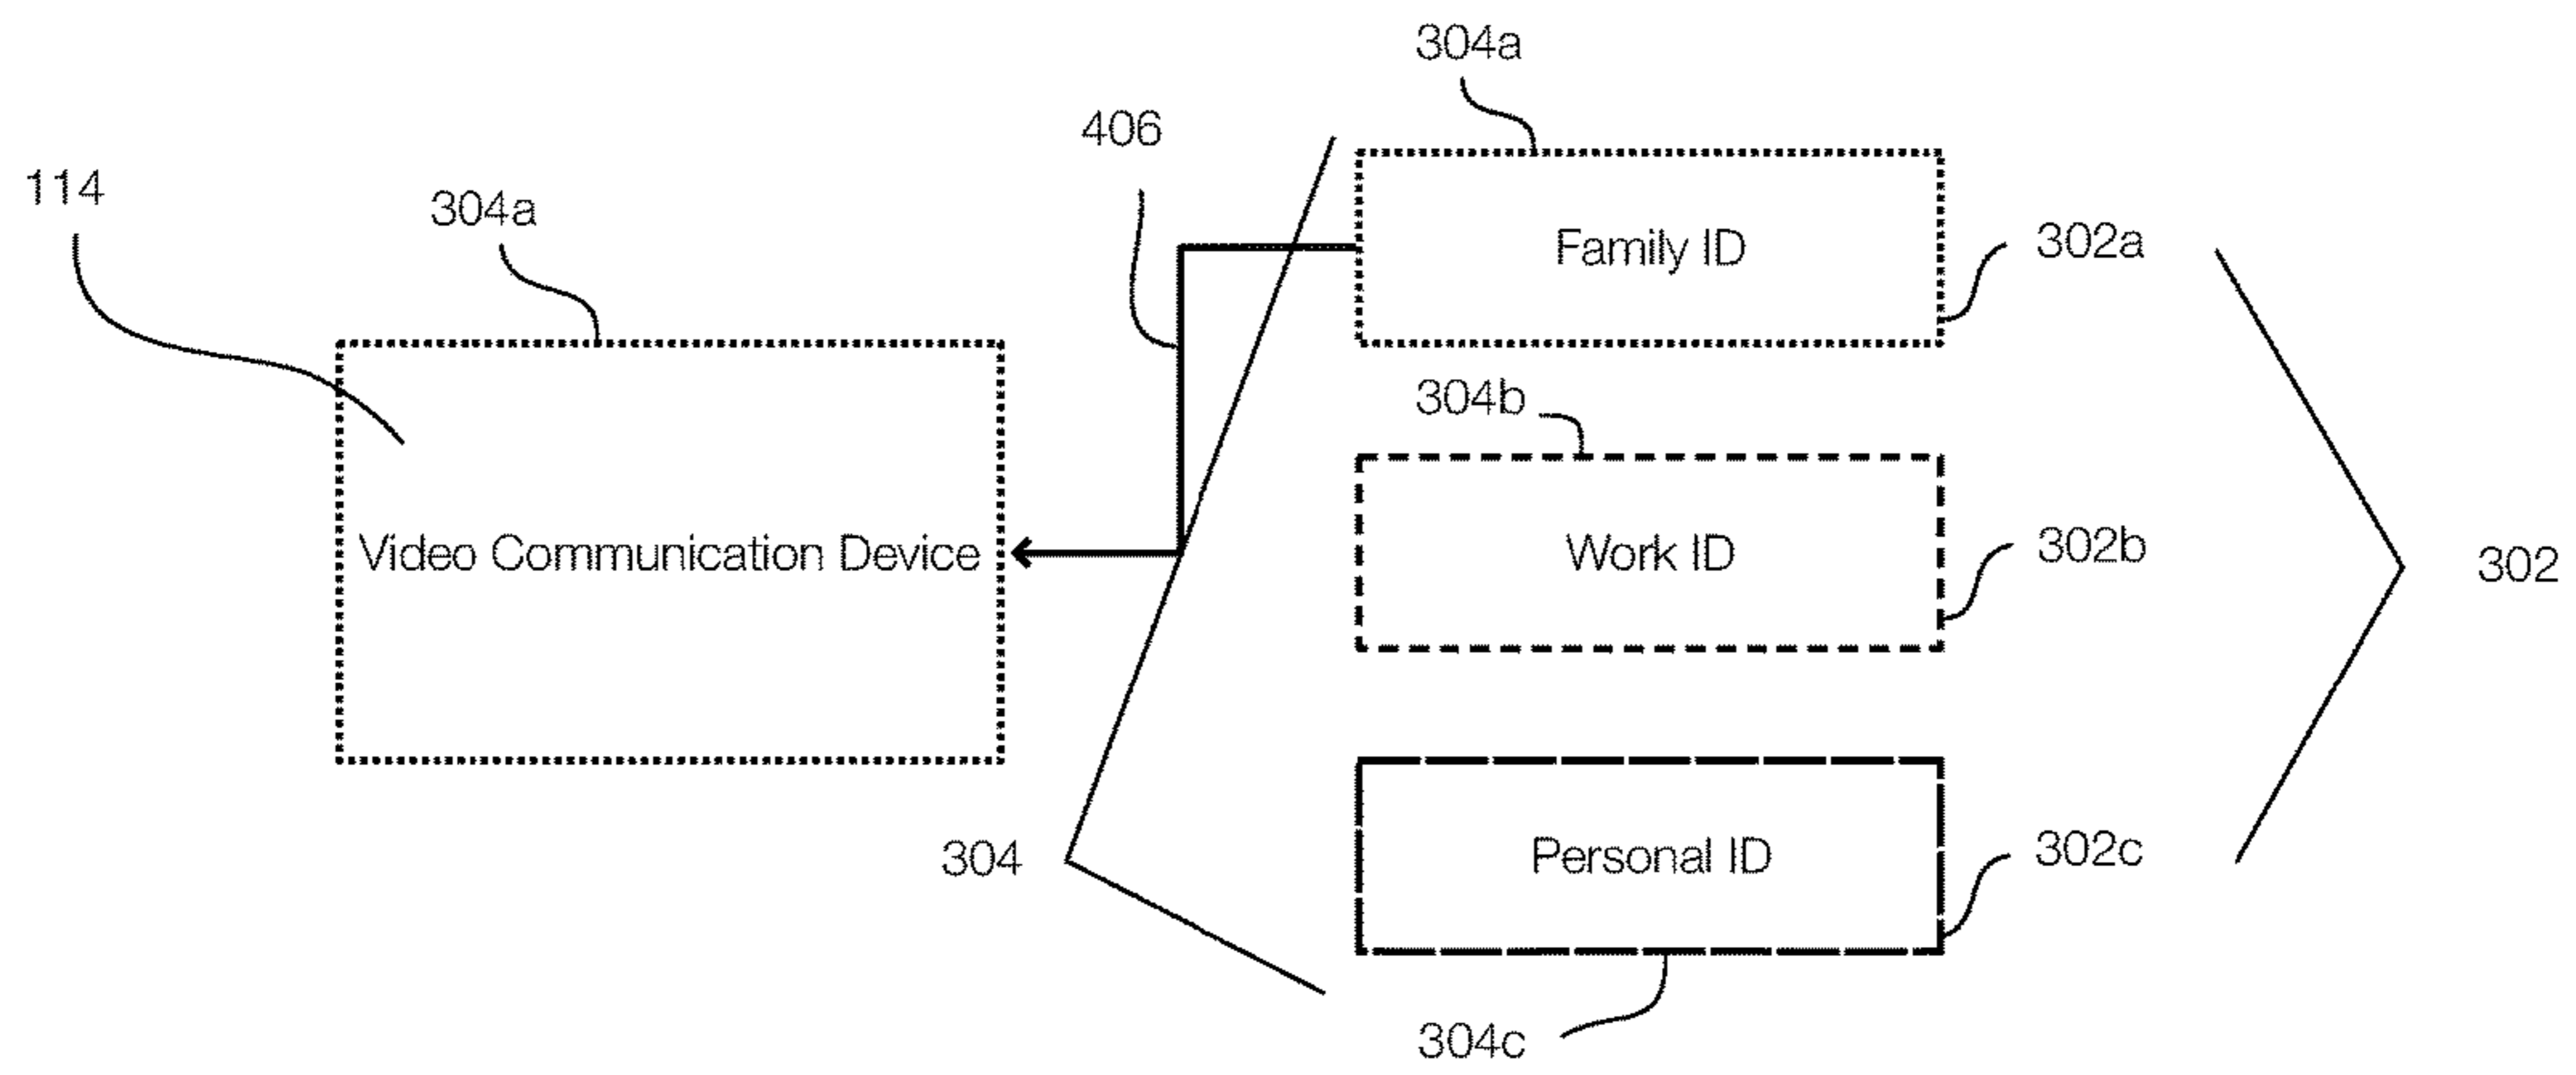 304a
406
114
304a
Family ID
302a
304b
Video Communication Device
Work ID
302b
302
304
Personal ID
302c
304c